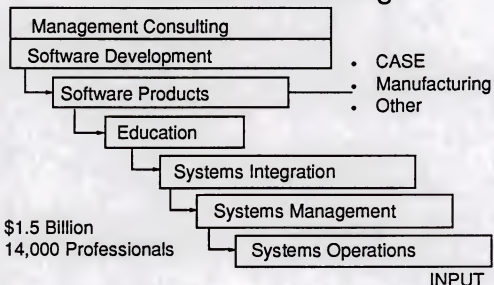 Management Consulting
Software Development
Software Products
• CASE
• Manufacturing
• Other
Education
Systems Integration
Systems Management
Systems Operations
$1.5 Billion
14,000 Professionals
INPUT